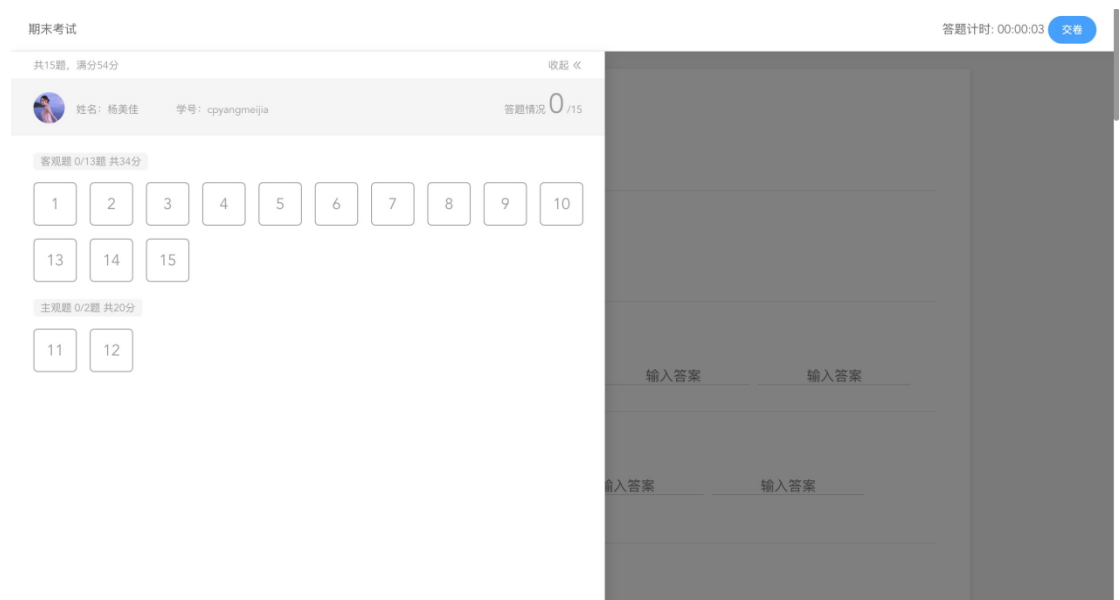 期末考试
答题计时: 00:00:03 交卷
共15题，满分54分 收起 《
姓名：杨美佳 学号：cpyangmeijia 答题情况 0 /15
客观题 0/13题 共34分
1 2 3 4 5 6 7 8 9 10
13 14 15
主观题 0/2题 共20分
11 12
输入答案 输入答案
输入答案 输入答案